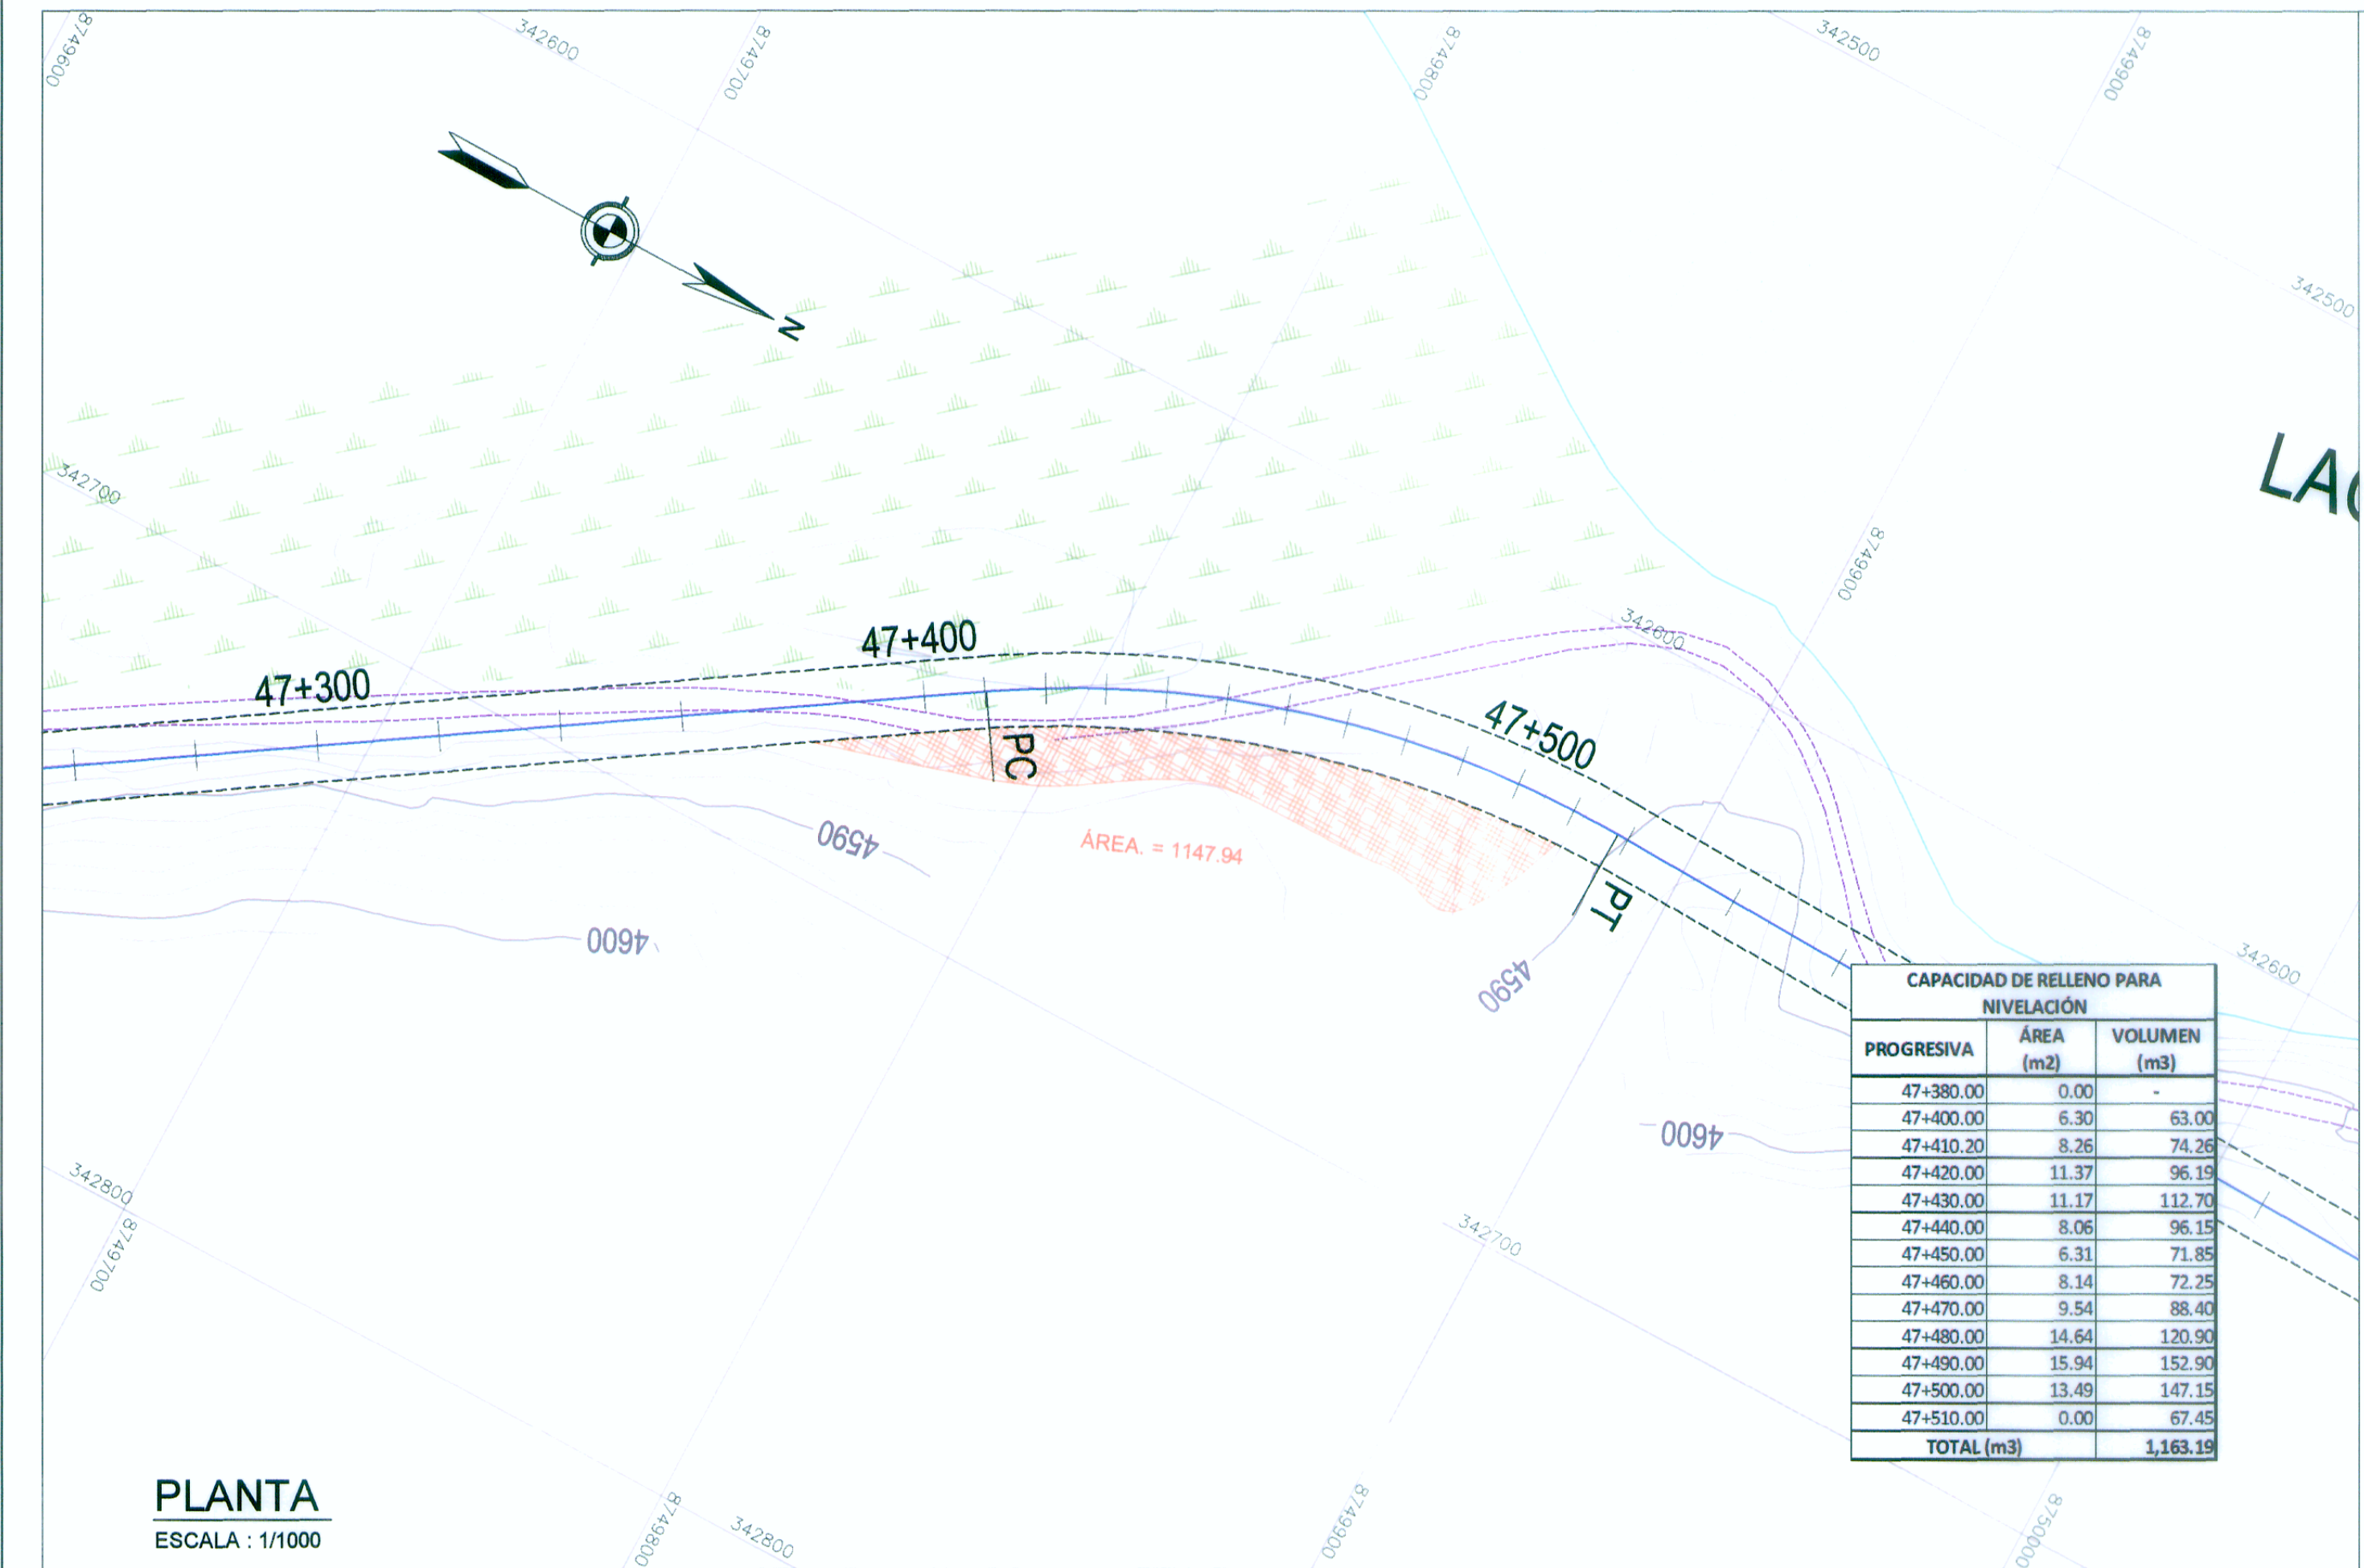 8749600
342600
8749700
8749800
342500
8749900
N
342500
342700
LAG
8749900
342600
47+400
47+300
PC
47+500
4590
ÁREA. = 1147.94
PT
4600
4590
342600
4600
342800
8749700
342700
CAPACIDAD DE RELLENO PARA
NIVELACIÓN
PROGRESIVA ÁREA (m2) VOLUMEN (m3)
47+380.00 0.00 -
47+400.00 6.30 63.00
47+410.20 8.26 74.26
47+420.00 11.37 96.19
47+430.00 11.17 112.70
47+440.00 8.06 96.15
47+450.00 6.31 71.85
47+460.00 8.14 72.25
47+470.00 9.54 88.40
47+480.00 14.64 120.90
47+490.00 15.94 152.90
47+500.00 13.49 147.15
47+510.00 0.00 67.45
TOTAL (m3) 1,163.19
PLANTA
ESCALA : 1/1000
8749800
342800
8749900
8750000